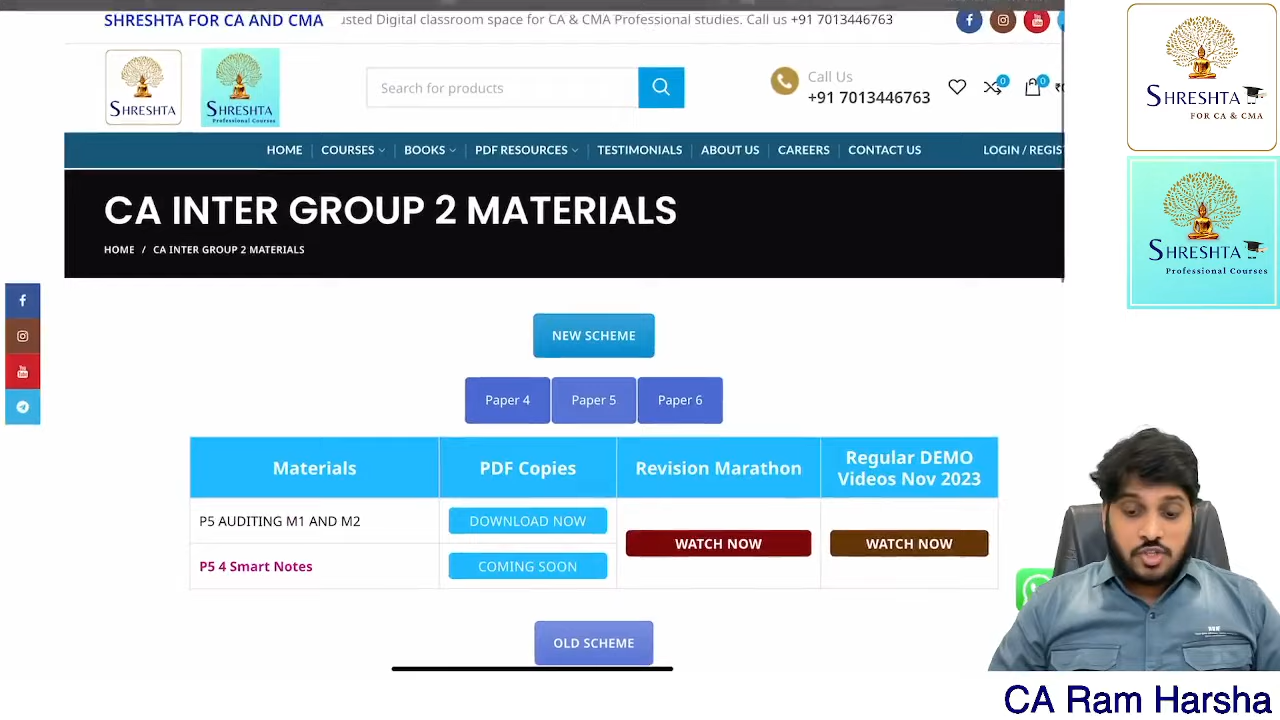 SHRESHTA FOR CA AND CMA
usted Digital classroom space for CA & CMA Professional studies. Call us +91 7013446763
SHRESHTA
SHRESHTA
Professional Courses
Search for products
Call Us
+91 7013446763
0
0
HOME
COURSES
BOOKS
PDF RESOURCES
TESTIMONIALS
ABOUT US
CAREERS
CONTACT US
LOGIN / REGIST
CA INTER GROUP 2 MATERIALS
HOME / CA INTER GROUP 2 MATERIALS
NEW SCHEME
Paper 4
Paper 5
Paper 6
Materials
PDF Copies
Revision Marathon
Regular DEMO
Videos Nov 2023
P5 AUDITING M1 AND M2
DOWNLOAD NOW
WATCH NOW
WATCH NOW
P5 4 Smart Notes
COMING SOON
OLD SCHEME
SHRESHTA
FOR CA & CMA
SHRESHTA
Professional Courses
CA Ram Harsha